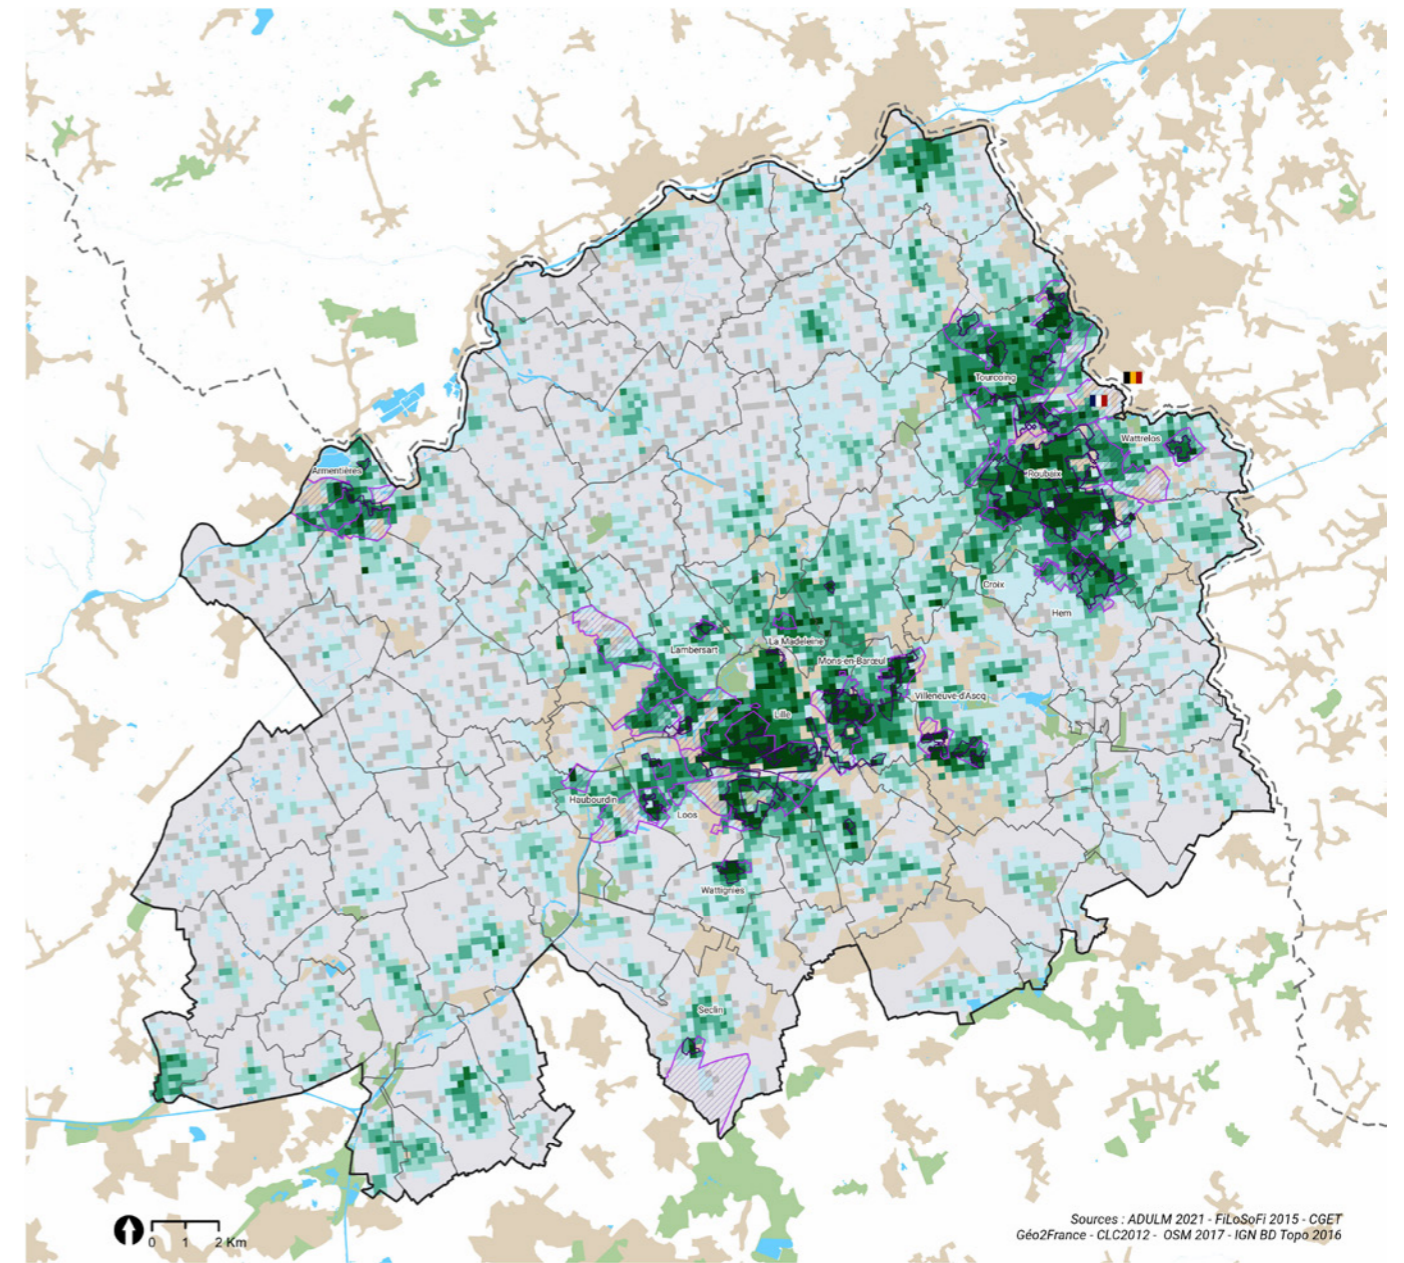 Tourcoing
Wattrelos
Armentières
Roubaix
Croix
Hem
La Madeleine
Lambersart
Mons-en-Barœul
Villeneuve-d'Ascq
Lille
Haubourdin
Loos
Wattignies
Seclin
0 1 2 Km
Sources : ADULM 2021 - FiLoSoFi 2015 - CGET
Géo2France - CLC2012 - OSM 2017 - IGN BD Topo 2016